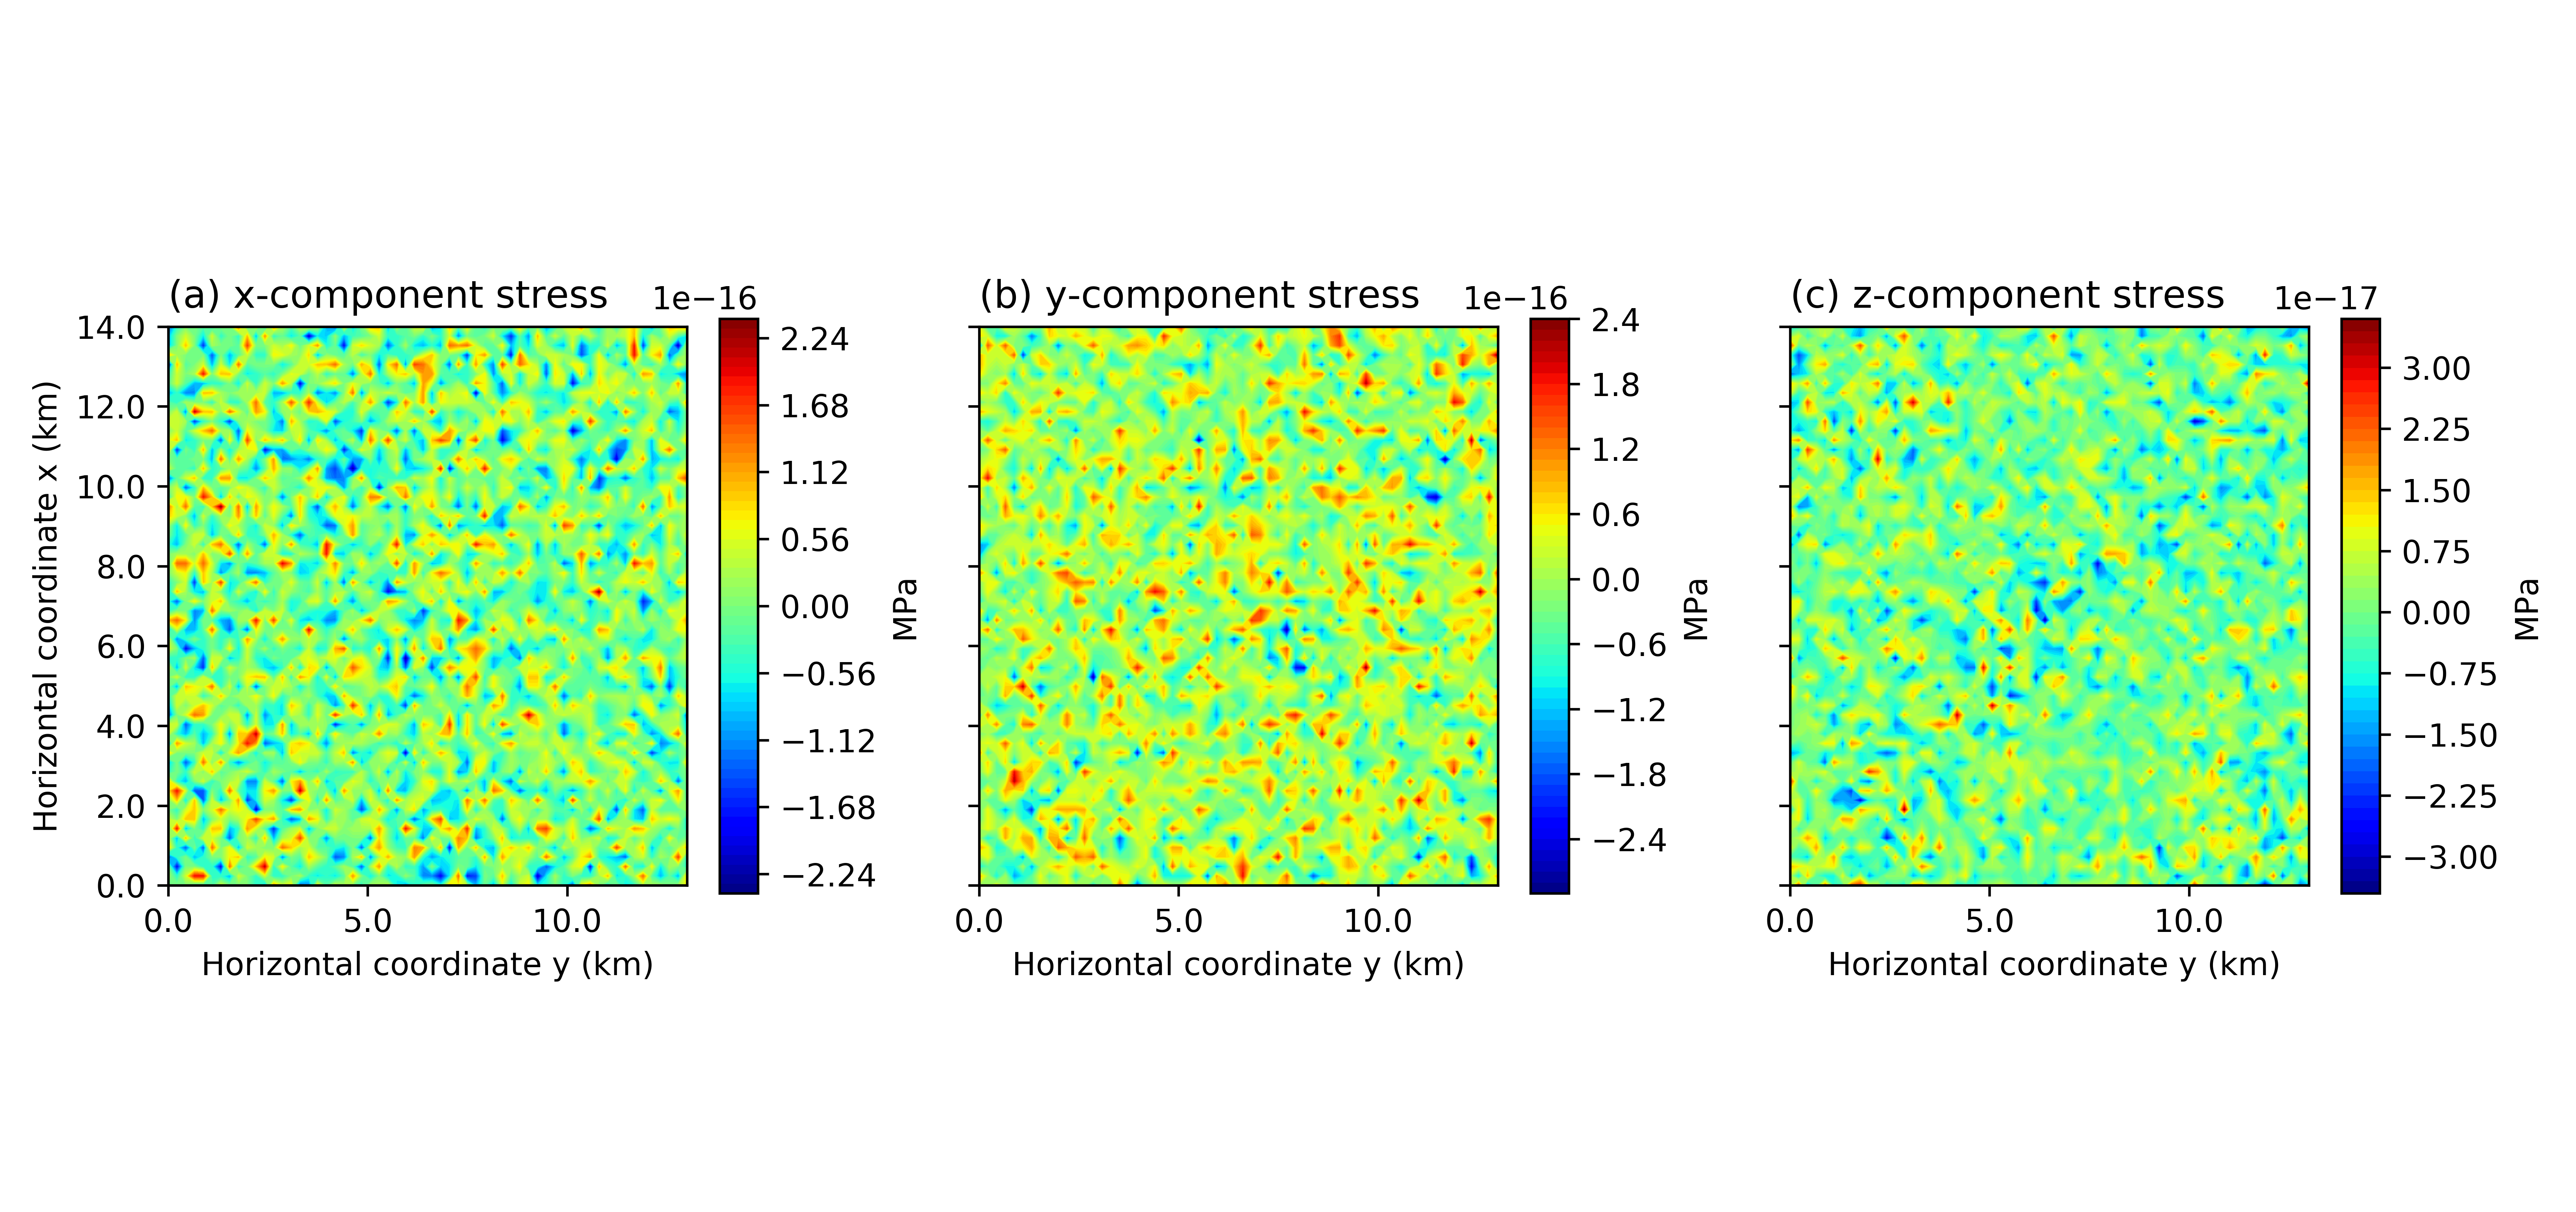 (a) x-component stress
1e−16
Horizontal coordinate x (km)
14.0
12.0
10.0
8.0
6.0
4.0
2.0
0.0
0.0 5.0 10.0
Horizontal coordinate y (km)
2.24
1.68
1.12
0.56
0.00
−0.56
−1.12
−1.68
−2.24
MPa
(b) y-component stress
1e−16
0.0 5.0 10.0
Horizontal coordinate y (km)
2.4
1.8
1.2
0.6
0.0
−0.6
−1.2
−1.8
−2.4
MPa
(c) z-component stress
1e−17
0.0 5.0 10.0
Horizontal coordinate y (km)
3.00
2.25
1.50
0.75
0.00
−0.75
−1.50
−2.25
−3.00
MPa